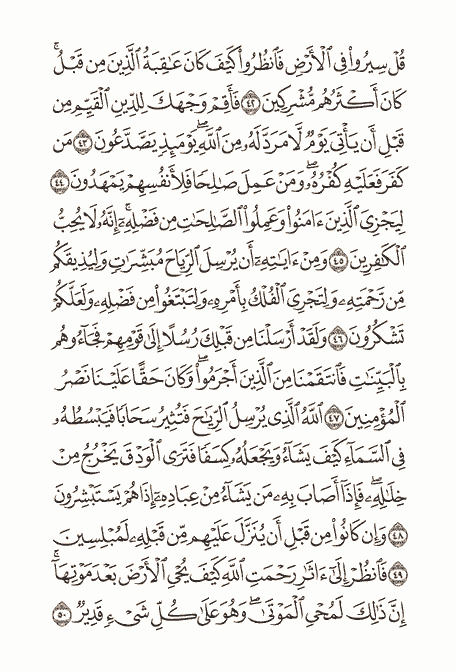 قُلْ سِيرُوا۟ فِى ٱلْأَرْضِ فَٱنظُرُوا۟ كَيْفَ كَانَ عَٰقِبَةُ ٱلَّذِينَ مِن قَبْلُ ۚ
كَانَ أَكْثَرُهُم مُّشْرِكِينَ ٤٢ فَأَقِمْ وَجْهَكَ لِلدِّينِ ٱلْقَيِّمِ مِن
قَبْلِ أَن يَأْتِىَ يَوْمٌ لَّا مَرَدَّ لَهُۥ مِنَ ٱللَّهِ ۖ يَوْمَئِذٍ يَصَّدَّعُونَ ٤٣ مَن
كَفَرَ فَعَلَيْهِ كُفْرُهُۥ ۖ وَمَنْ عَمِلَ صَٰلِحًا فَلِأَنفُسِهِمْ يَمْهَدُونَ ٤٤
لِيَجْزِىَ ٱلَّذِينَ ءَامَنُوا۟ وَعَمِلُوا۟ ٱلصَّٰلِحَٰتِ مِن فَضْلِهِۦٓ ۚ إِنَّهُۥ لَا يُحِبُّ
ٱلْكَٰفِرِينَ ٤٥ وَمِنْ ءَايَٰتِهِۦٓ أَن يُرْسِلَ ٱلرِّيَاحَ مُبَشِّرَٰتٍ وَلِيُذِيقَكُم
مِّن رَّحْمَتِهِۦ وَلِتَجْرِىَ ٱلْفُلْكُ بِأَمْرِهِۦ وَلِتَبْتَغُوا۟ مِن فَضْلِهِۦ وَلَعَلَّكُمْ
تَشْكُرُونَ ٤٦ وَلَقَدْ أَرْسَلْنَا مِن قَبْلِكَ رُسُلًا إِلَىٰ قَوْمِهِمْ فَجَآءُوهُم
بِٱلْبَيِّنَٰتِ فَٱنتَقَمْنَا مِنَ ٱلَّذِينَ أَجْرَمُوا۟ ۖ وَكَانَ حَقًّا عَلَيْنَا نَصْرُ
ٱلْمُؤْمِنِينَ ٤٧ ٱللَّهُ ٱلَّذِى يُرْسِلُ ٱلرِّيَٰحَ فَتُثِيرُ سَحَابًا فَيَبْسُطُهُۥ
فِى ٱلسَّمَآءِ كَيْفَ يَشَآءُ وَيَجْعَلُهُۥ كِسَفًا فَتَرَى ٱلْوَدْقَ يَخْرُجُ مِنْ
خِلَٰلِهِۦ ۖ فَإِذَآ أَصَابَ بِهِۦ مَن يَشَآءُ مِنْ عِبَادِهِۦٓ إِذَا هُمْ يَسْتَبْشِرُونَ
٤٨ وَإِن كَانُوا۟ مِن قَبْلِ أَن يُنَزَّلَ عَلَيْهِم مِّن قَبْلِهِۦ لَمُبْلِسِينَ
٤٩ فَٱنظُرْ إِلَىٰٓ ءَاثَٰرِ رَحْمَتِ ٱللَّهِ كَيْفَ يُحْىِ ٱلْأَرْضَ بَعْدَ مَوْتِهَآ ۚ
إِنَّ ذَٰلِكَ لَمُحْىِ ٱلْمَوْتَىٰ ۖ وَهُوَ عَلَىٰ كُلِّ شَىْءٍ قَدِيرٌ ٥٠